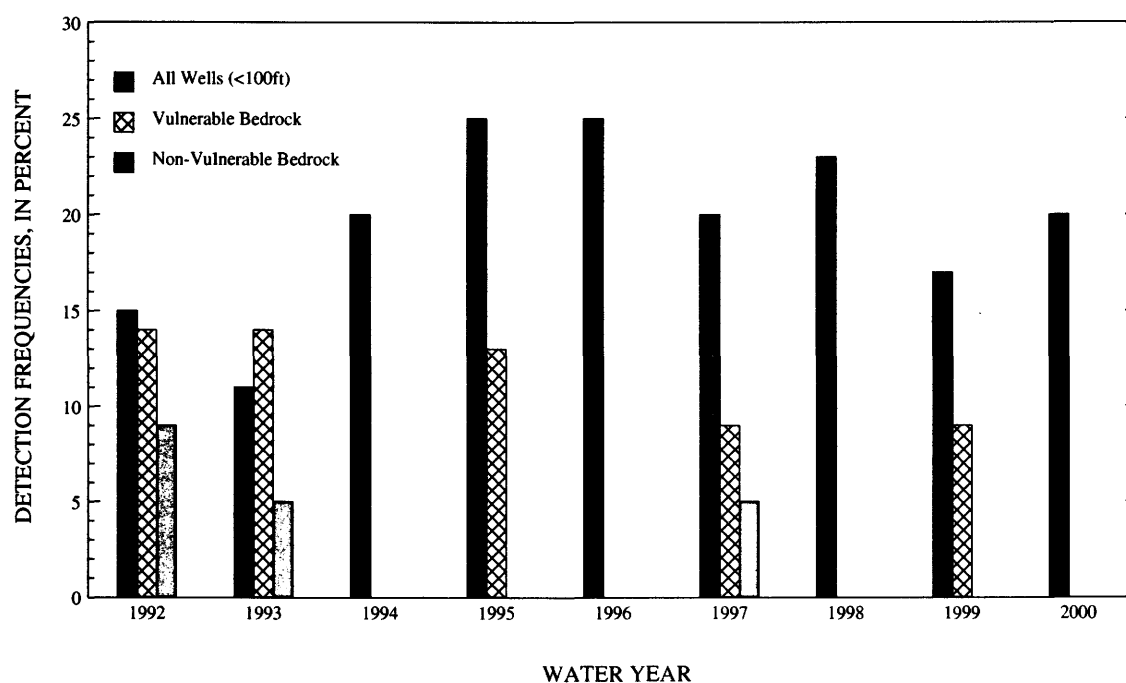 30
25
20
15
10
5
0
DETECTION FREQUENCIES, IN PERCENT
All Wells (<100ft)
Vulnerable Bedrock
Non-Vulnerable Bedrock
1992 1993 1994 1995 1996 1997 1998 1999 2000
WATER YEAR